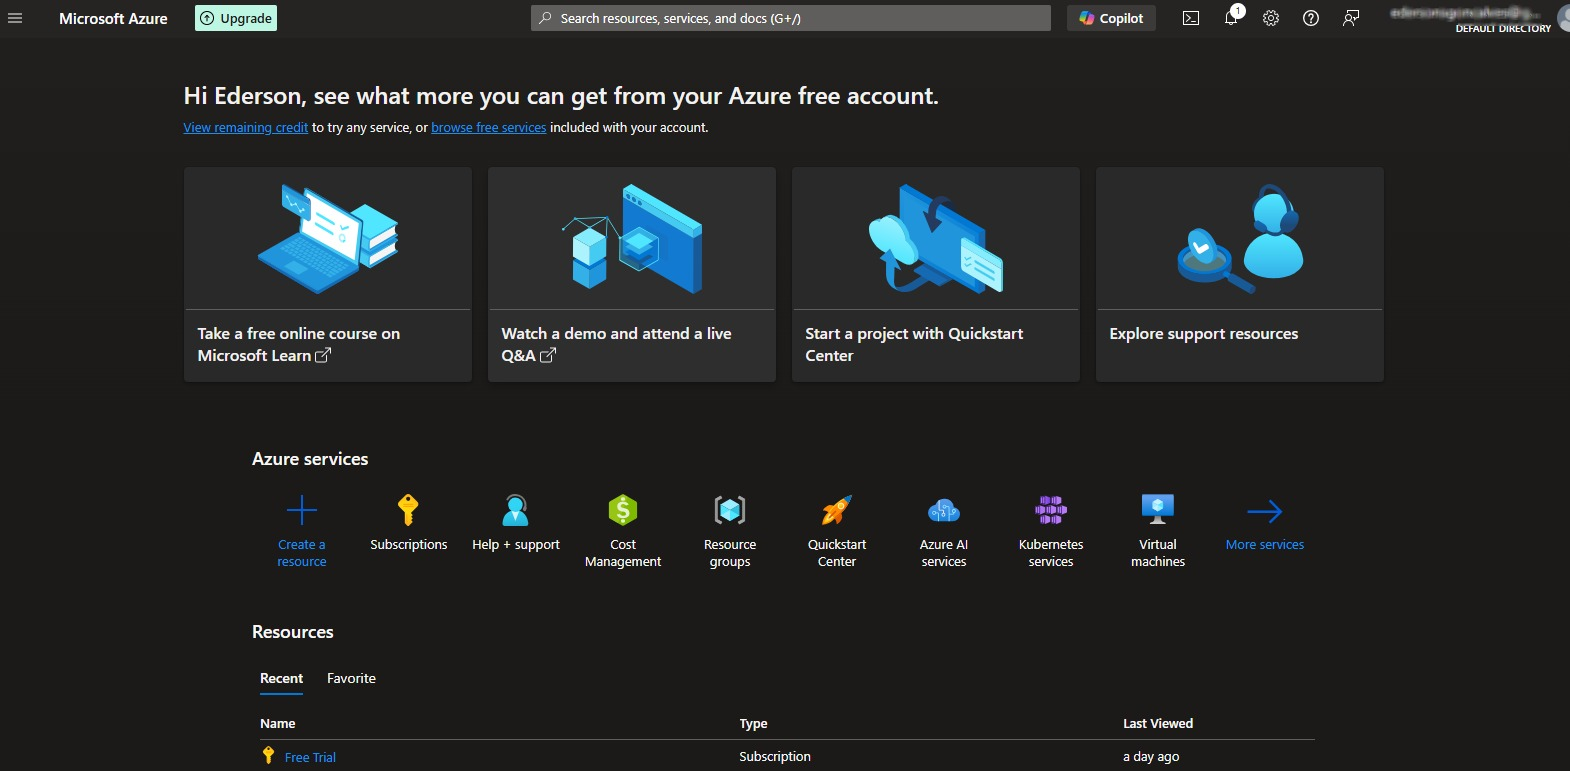 Microsoft Azure
Upgrade
Search resources, services, and docs (G+/)
Copilot
1
DEFAULT DIRECTORY
Hi Ederson, see what more you can get from your Azure free account.
View remaining credit to try any service, or browse free services included with your account.
Take a free online course on
Microsoft Learn
Watch a demo and attend a live
Q&A
Start a project with Quickstart
Center
Explore support resources
Azure services
Create a
resource
Subscriptions
Help + support
Cost
Management
Resource
groups
Quickstart
Center
Azure AI
services
Kubernetes
services
Virtual
machines
More services
Resources
Recent
Favorite
Name
Type
Last Viewed
Free Trial
Subscription
a day ago